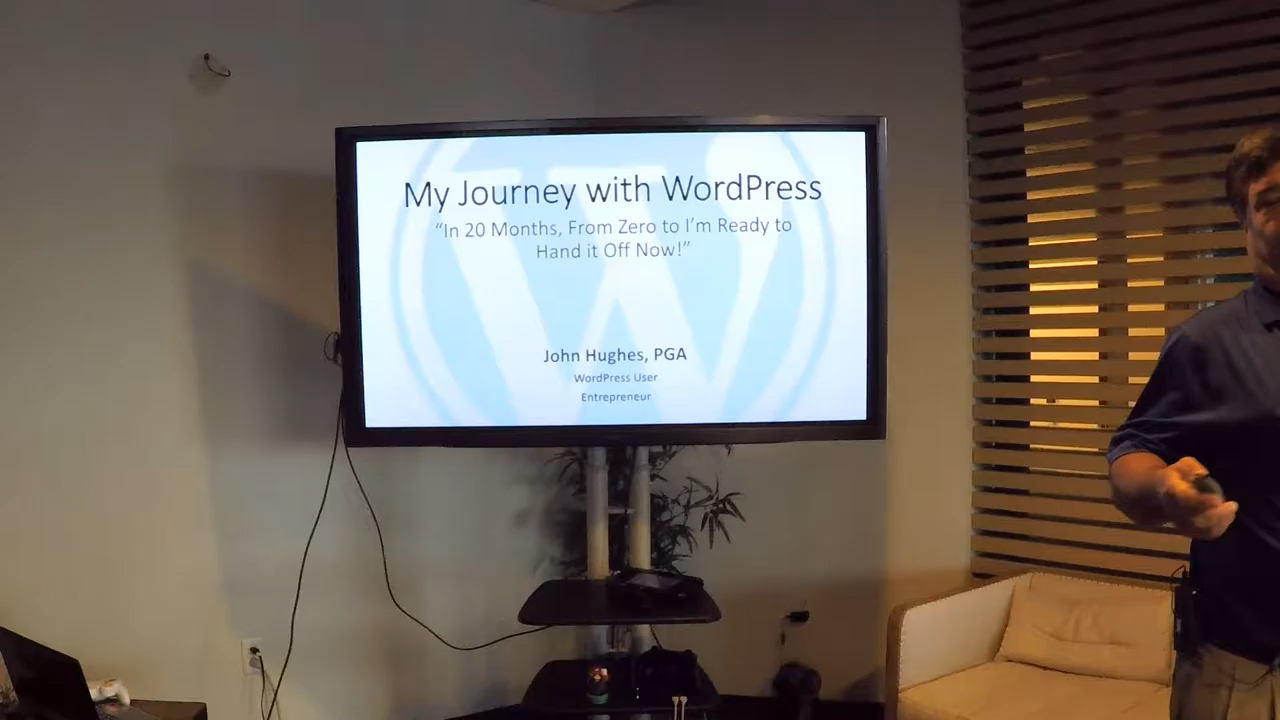 My Journey with WordPress
“In 20 Months, From Zero to I’m Ready to
Hand it Off Now!”
John Hughes, PGA
WordPress User
Entrepreneur